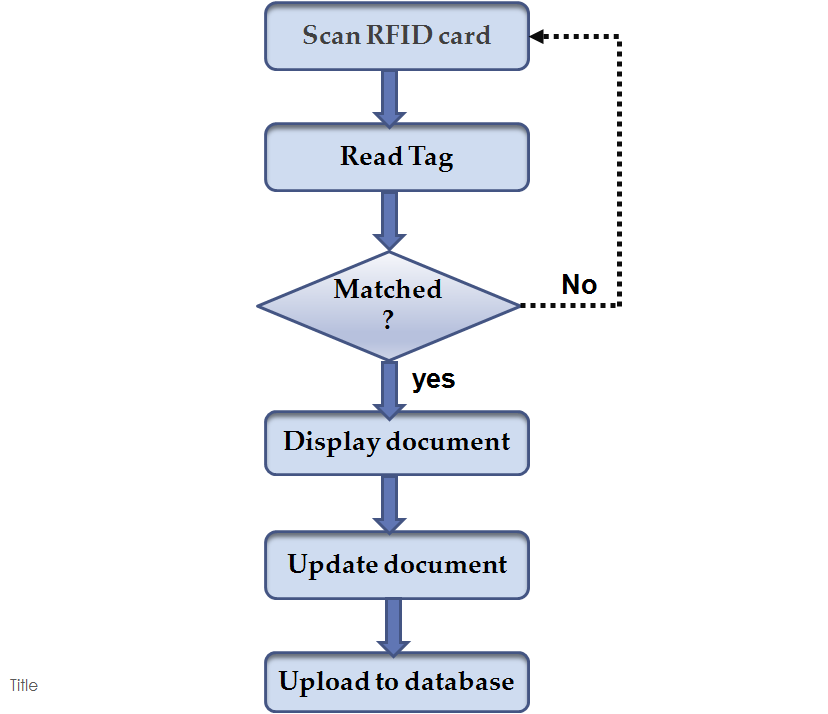 Scan RFID card
Read Tag
Matched
?
No
yes
Display document
Update document
Upload to database
Title